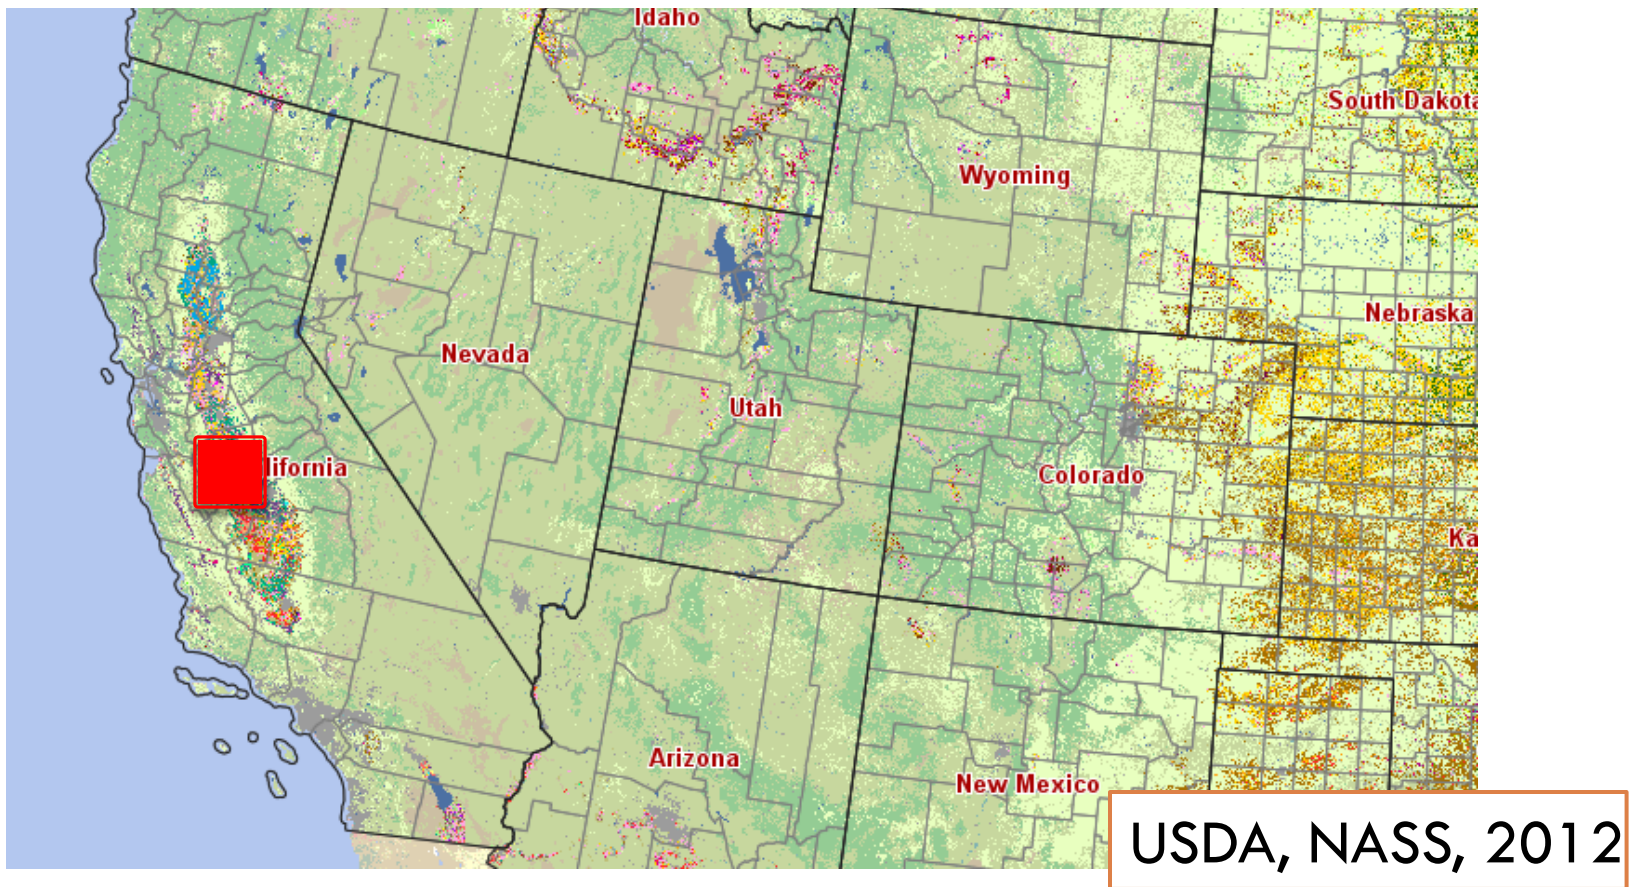 Idaho
South Dakota
Wyoming
Nebraska
Nevada
Utah
lifornia
Colorado
Ka
Arizona
New Mexico
USDA, NASS, 2012